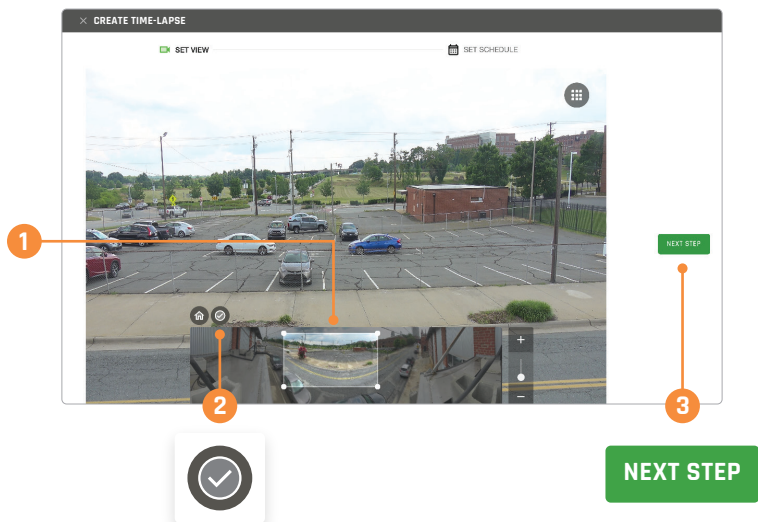 × CREATE TIME-LAPSE
SET VIEW
SET SCHEDULE
1
NEXT STEP
2
3
NEXT STEP